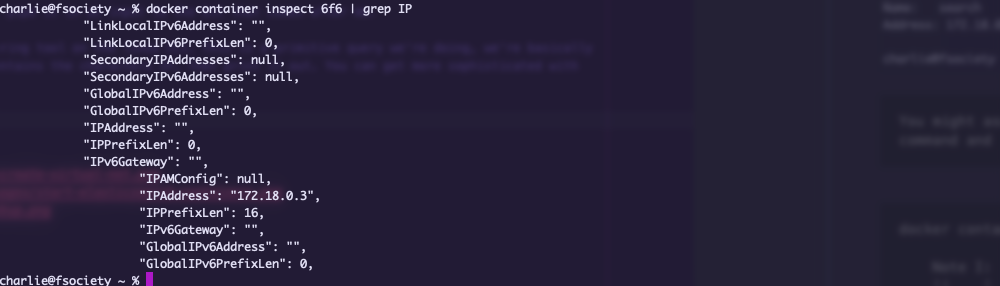 charlie@fsociety ~ % docker container inspect 6f6 | grep IP
            "LinkLocalIPv6Address": "",
            "LinkLocalIPv6PrefixLen": 0,
            "SecondaryIPAddresses": null,
            "SecondaryIPv6Addresses": null,
            "GlobalIPv6Address": "",
            "GlobalIPv6PrefixLen": 0,
            "IPAddress": "",
            "IPPrefixLen": 0,
            "IPv6Gateway": "",
                    "IPAMConfig": null,
                    "IPAddress": "172.18.0.3",
                    "IPPrefixLen": 16,
                    "IPv6Gateway": "",
                    "GlobalIPv6Address": "",
                    "GlobalIPv6PrefixLen": 0,
charlie@fsociety ~ %